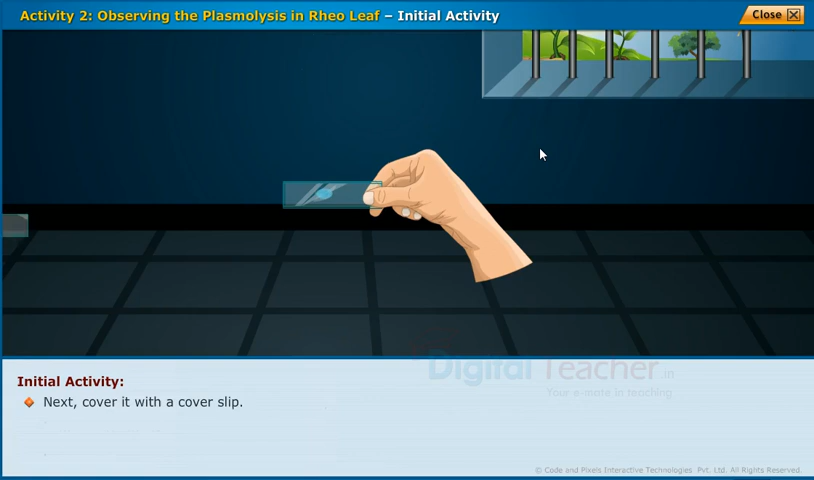 Activity 2: Observing the Plasmolysis in Rheo Leaf – Initial Activity
Close
Initial Activity:
Next, cover it with a cover slip.
Digital Teacher.in
Your e-mate in teaching
© Code and Pixels Interactive Technologies Pvt. Ltd. All Rights Reserved.